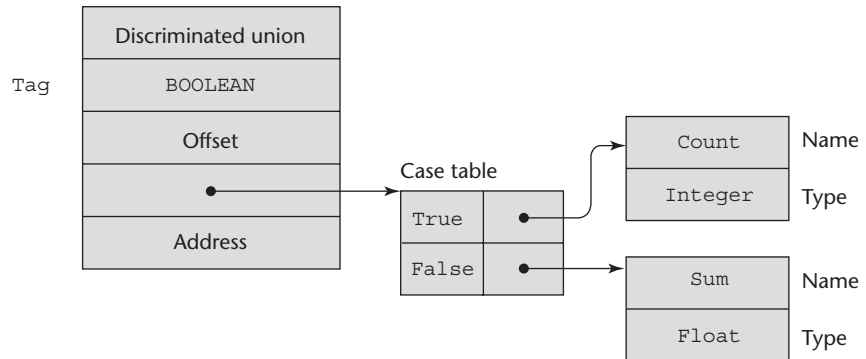 Discriminated union
Tag BOOLEAN
Offset
Address
Case table
True
False
Count Name
Integer Type
Sum Name
Float Type